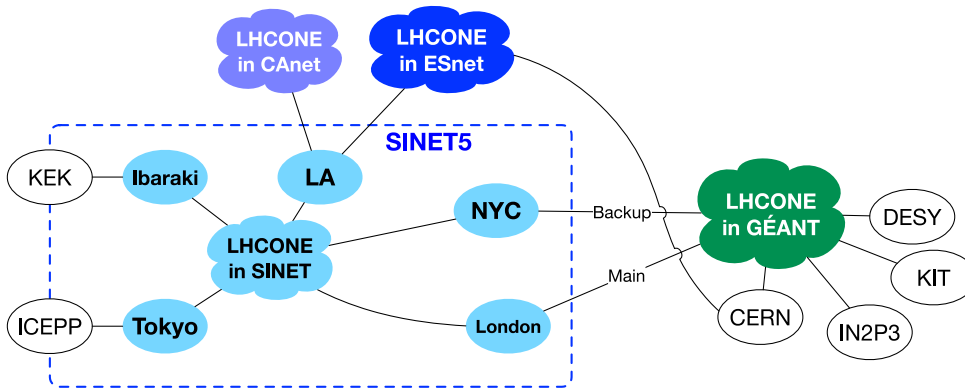 LHCONE
in CAnet
LHCONE
in ESnet
SINET5
KEK
Ibaraki
LA
NYC
Backup
LHCONE
in GÉANT
DESY
LHCONE
in SINET
KIT
Main
ICEPP
Tokyo
London
CERN
IN2P3